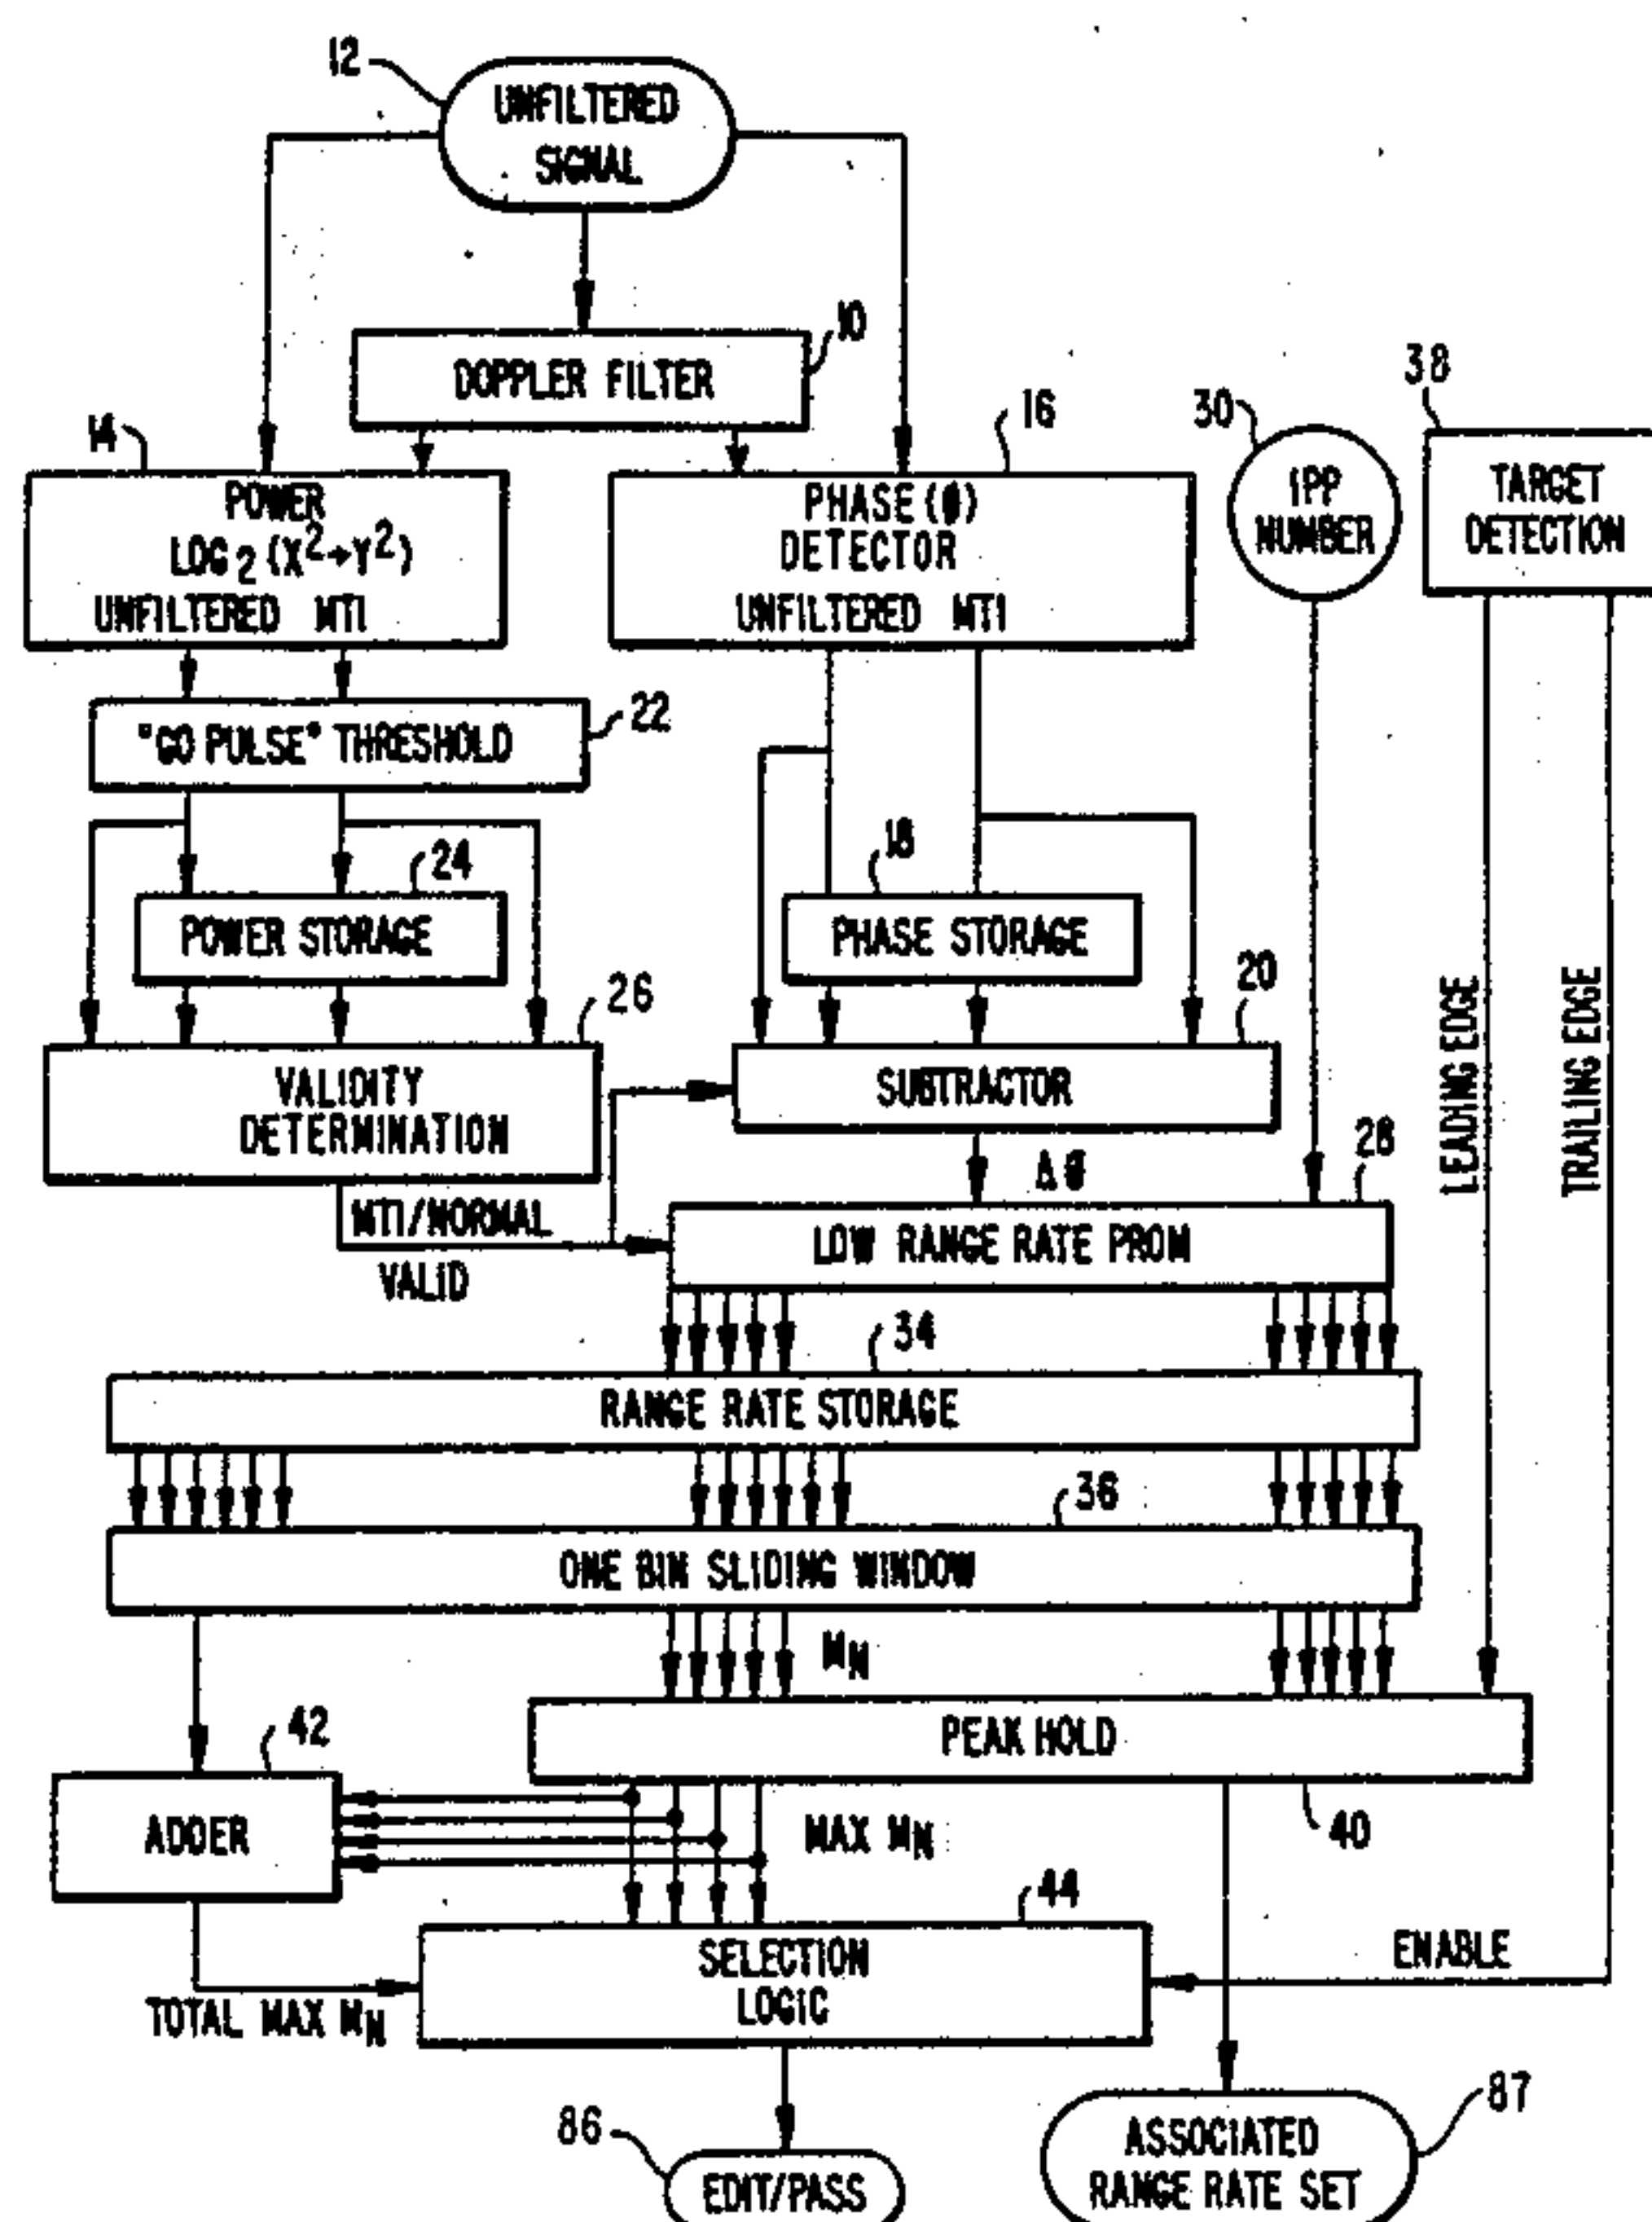 12
UNFILTERED
SIGNAL
10
DOPPLER FILTER
38
14
16
30
POWER
LOG2 (X2+Y2)
UNFILTERED MTI
PHASE (Ø)
DETECTOR
UNFILTERED MTI
IPP
NUMBER
TARGET
DETECTION
22
"GO PULSE" THRESHOLD
24
18
POWER STORAGE
PHASE STORAGE
26
20
LEADING EDGE
TRAILING EDGE
VALIDITY
DETERMINATION
SUBTRACTOR
Δ Ø
28
MTI/NORMAL
VALID
LOW RANGE RATE PROM
34
RANGE RATE STORAGE
36
ONE BIN SLIDING WINDOW
MN
42
PEAK HOLD
ADDER
MAX MN
40
44
SELECTION
LOGIC
ENABLE
TOTAL MAX MN
86
87
EDIT/PASS
ASSOCIATED
RANGE RATE SET